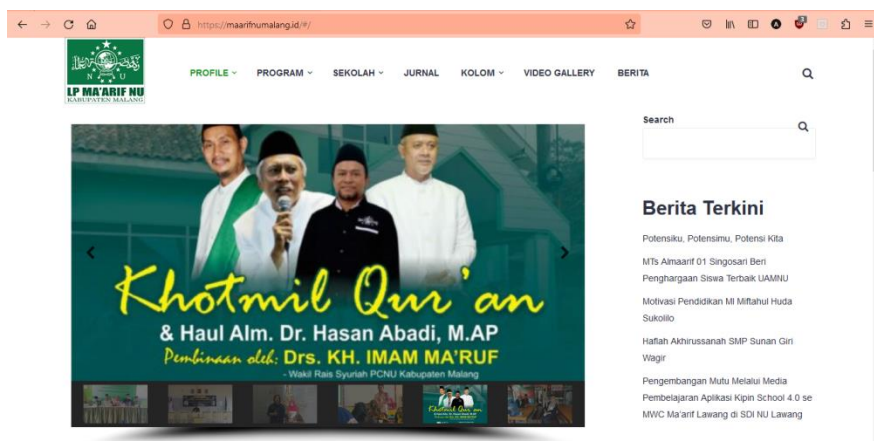 https://maarifnumalang.id/#/
N U
LP MA'ARIF NU
KABUPATEN MALANG
PROFILE PROGRAM SEKOLAH JURNAL KOLOM VIDEO GALLERY BERITA
Khotmil Qur'an
& Haul Alm. Dr. Hasan Abadi, M.AP
Pembinaan oleh: Drs. KH. IMAM MA'RUF
- Wakil Rais Syuriah PCNU Kabupaten Malang
Search
Berita Terkini
Potensiku, Potensimu, Potensi Kita
MTs Almaarif 01 Singosari Beri
Penghargaan Siswa Terbaik UAMNU
Motivasi Pendidikan MI Miftahul Huda
Sukolilo
Haflah Akhirussanah SMP Sunan Giri
Wagir
Pengembangan Mutu Melalui Media
Pembelajaran Aplikasi Kipin School 4.0 se
MWC Ma'arif Lawang di SDI NU Lawang